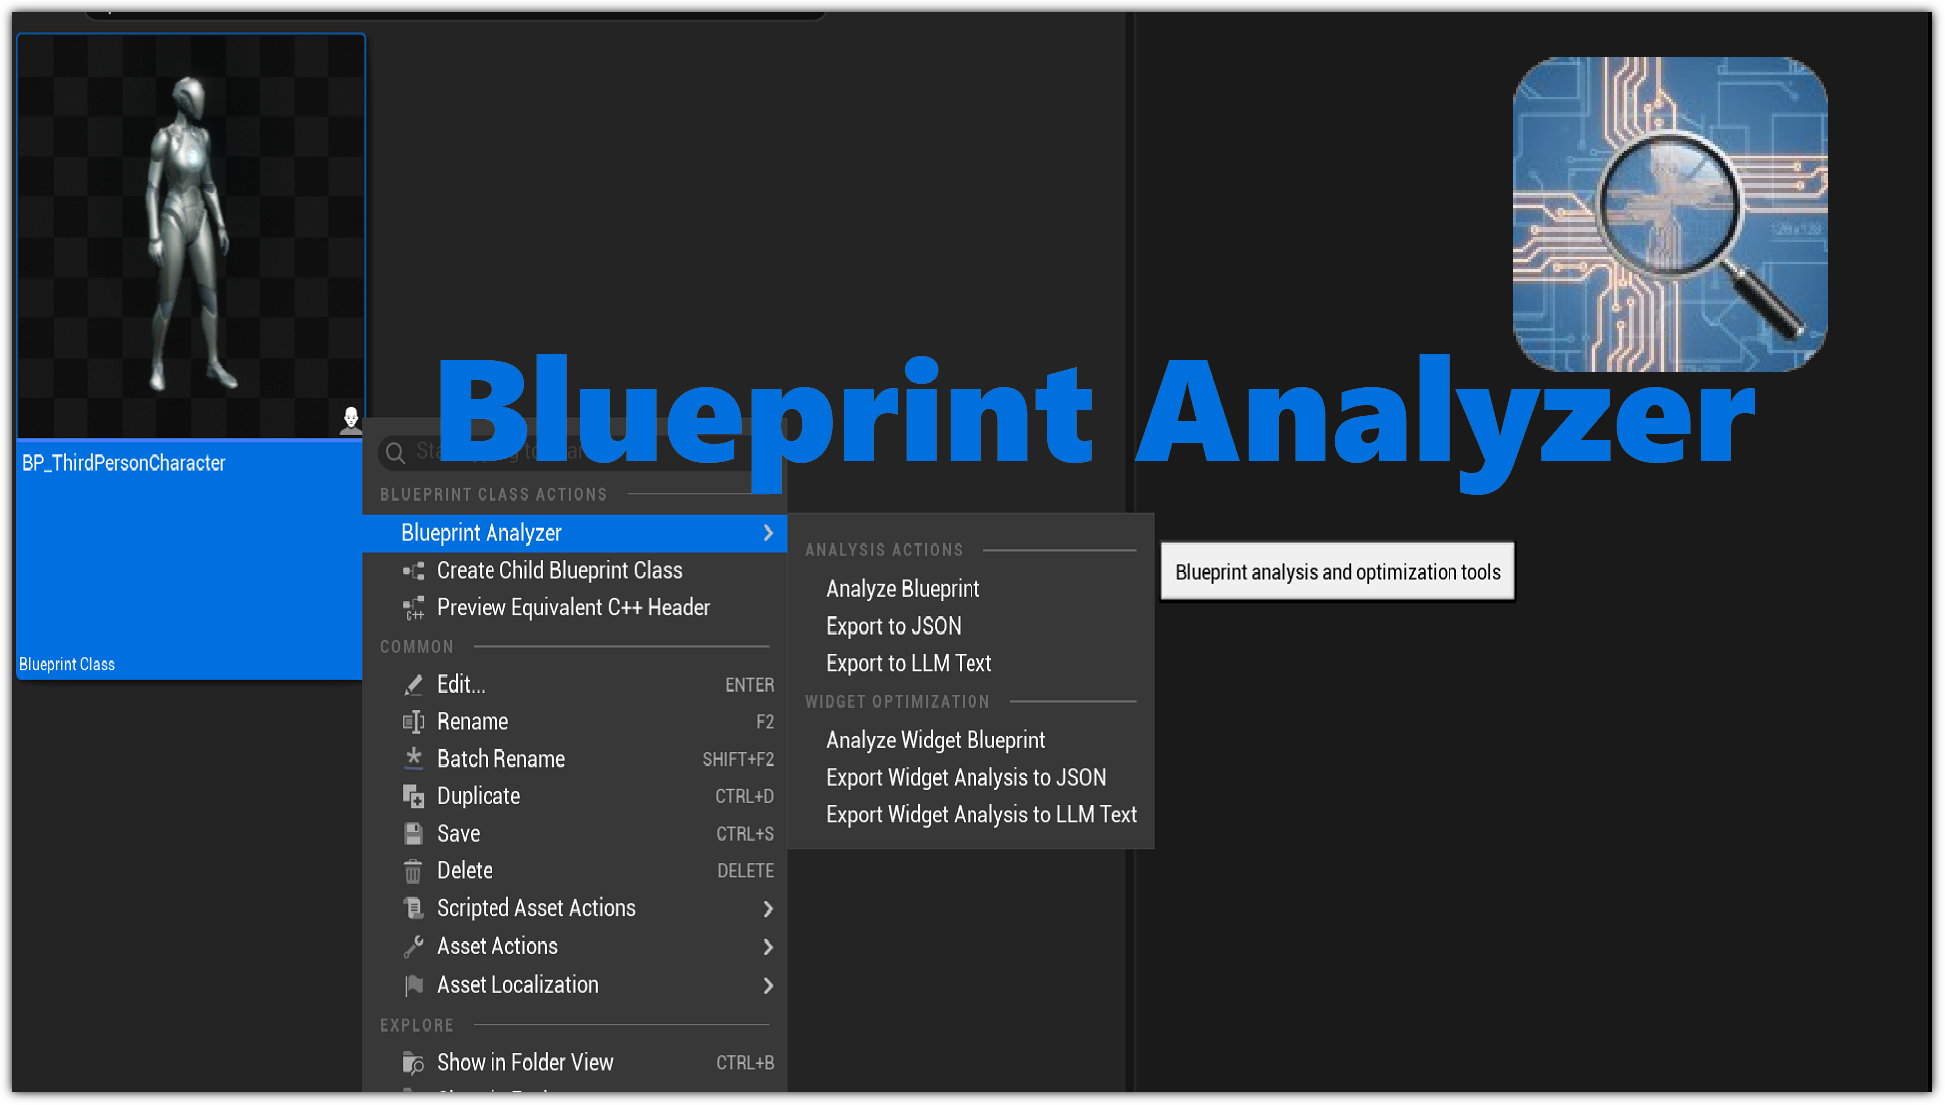 Blueprint Analyzer
BP_ThirdPersonCharacter
Blueprint Class
BLUEPRINT CLASS ACTIONS
Blueprint Analyzer
Create Child Blueprint Class
Preview Equivalent C++ Header
COMMON
Edit... ENTER
Rename F2
Batch Rename SHIFT+F2
Duplicate CTRL+D
Save CTRL+S
Delete DELETE
Scripted Asset Actions
Asset Actions
Asset Localization
EXPLORE
Show in Folder View CTRL+B
ANALYSIS ACTIONS
Analyze Blueprint
Export to JSON
Export to LLM Text
WIDGET OPTIMIZATION
Analyze Widget Blueprint
Export Widget Analysis to JSON
Export Widget Analysis to LLM Text
Blueprint analysis and optimization tools